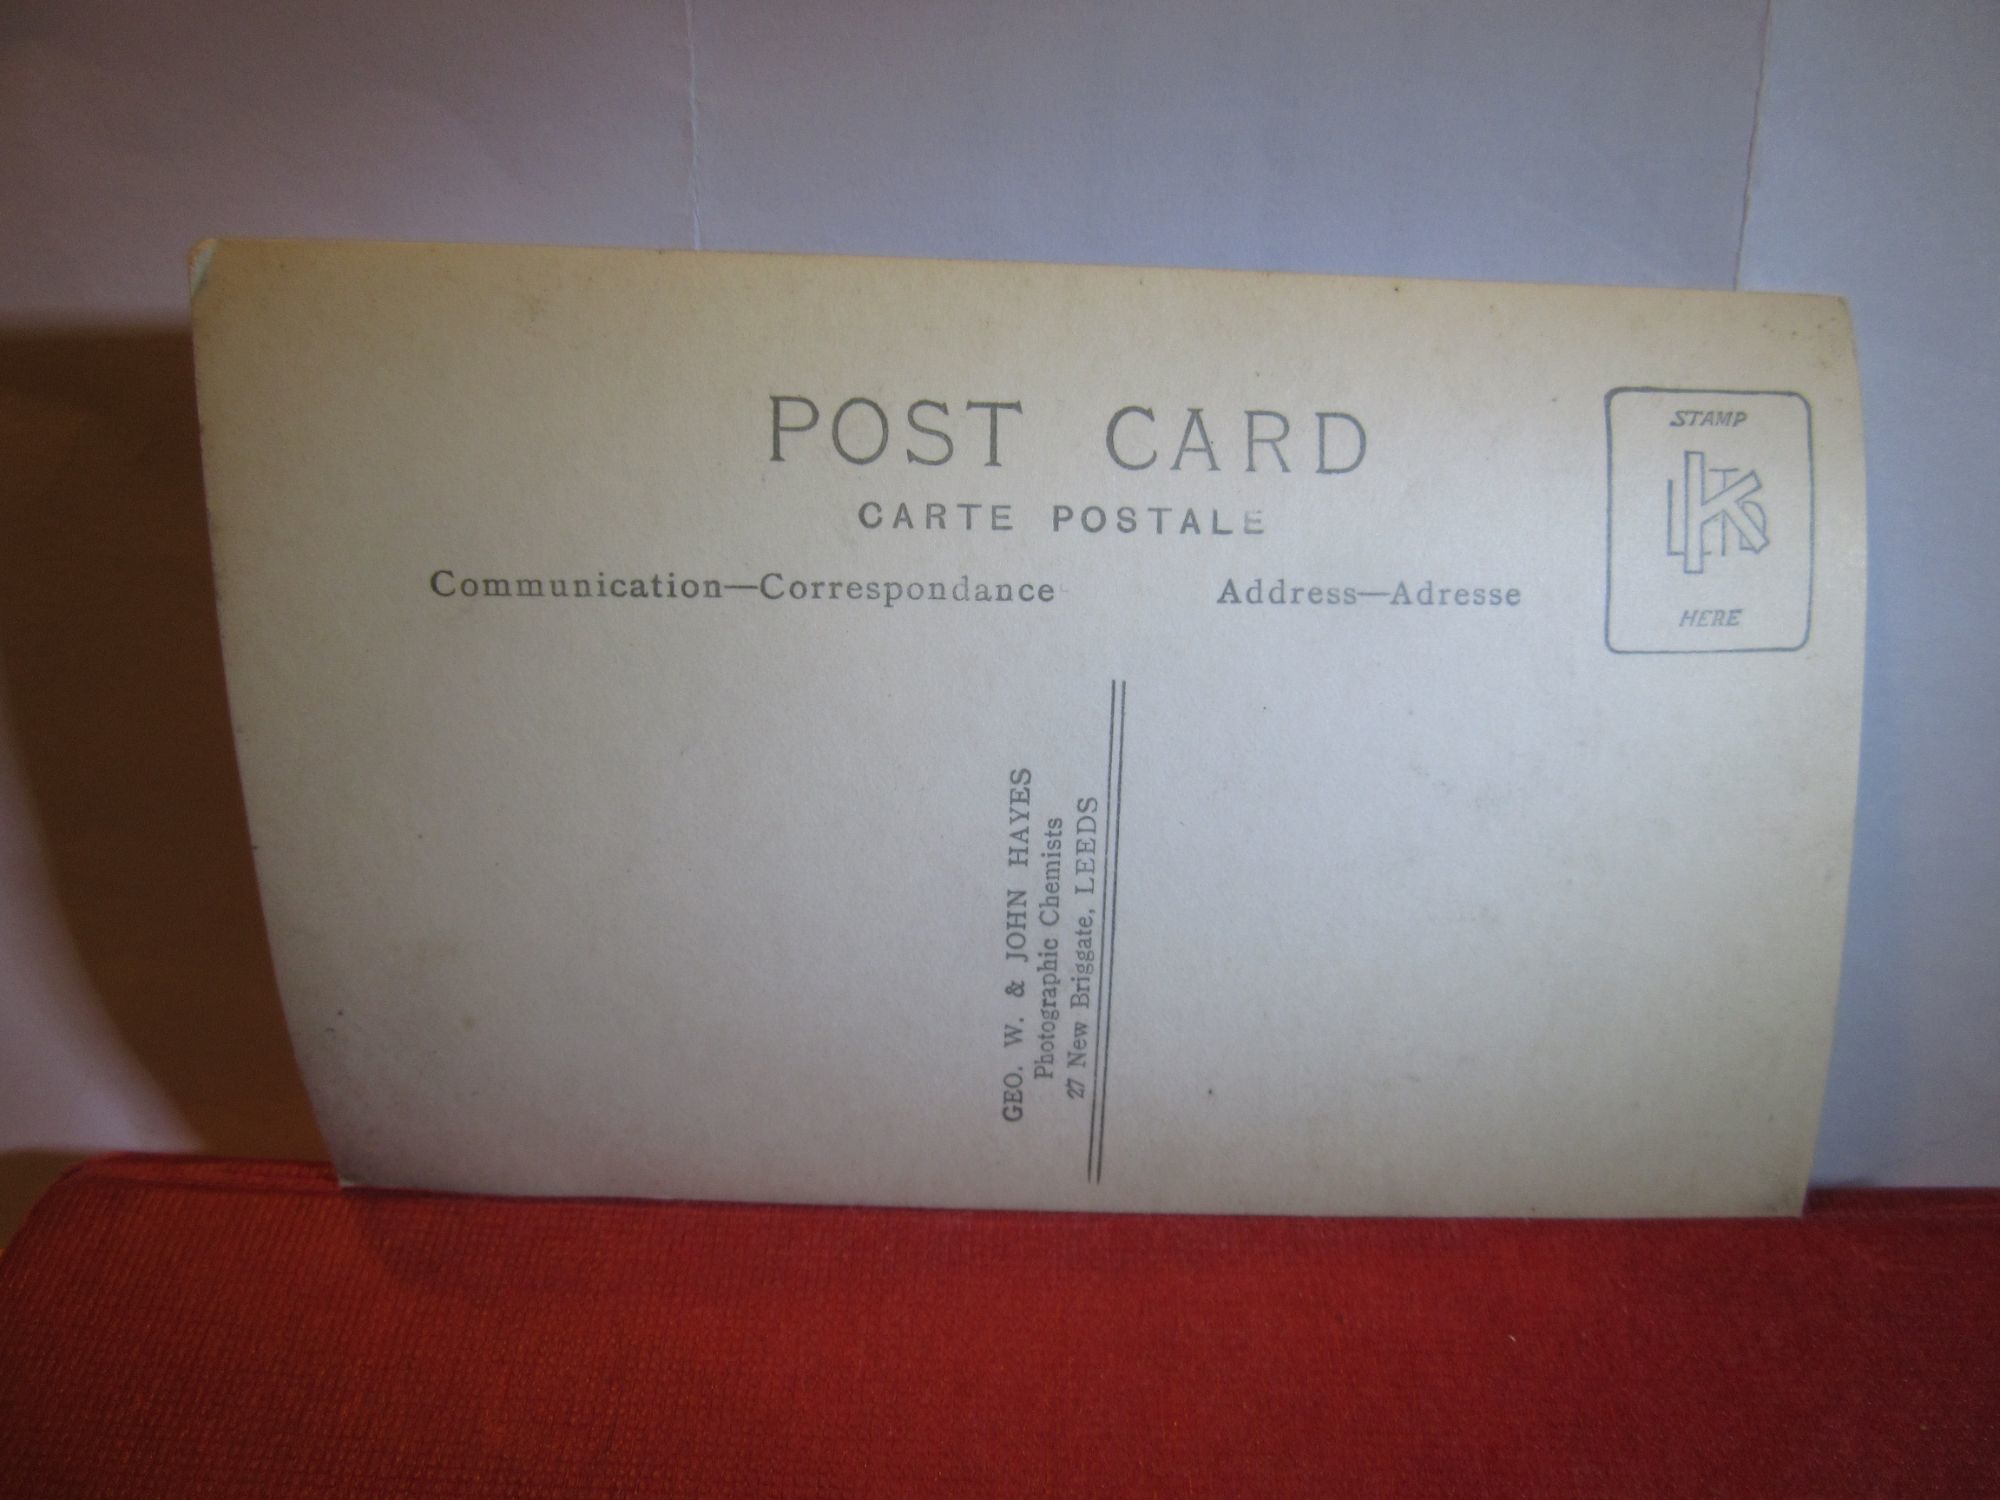 POST CARD
CARTE POSTALE
Communication—Correspondance
Address—Adresse
STAMP
HERE
GEO. W. & JOHN HAYES
Photographic Chemists
27 New Briggate, LEEDS